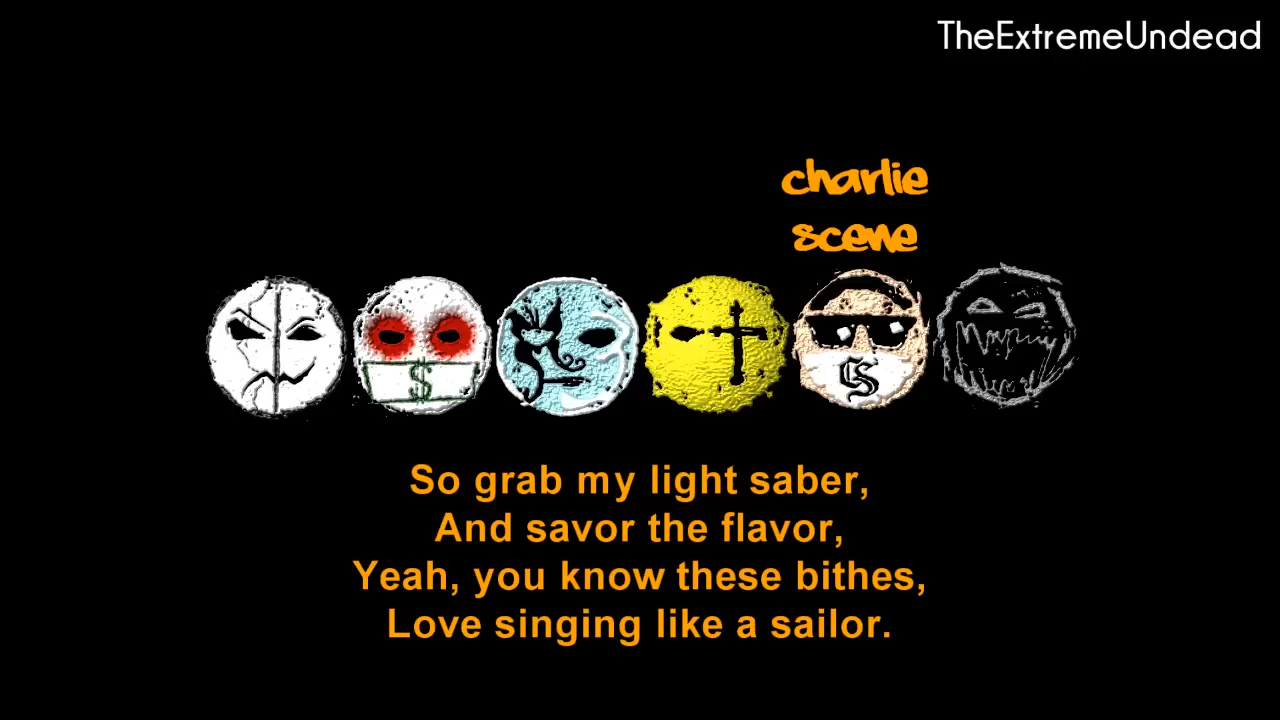 TheExtremeUndead
charlie
scene
$
S
So grab my light saber,
And savor the flavor,
Yeah, you know these bithes,
Love singing like a sailor.